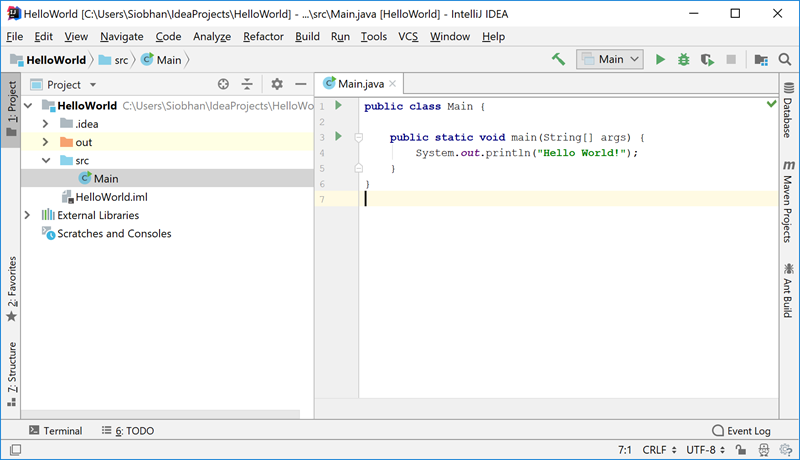 HelloWorld [C:\Users\Siobhan\IdeaProjects\HelloWorld] - ...\src\Main.java [HelloWorld] - IntelliJ IDEA
File Edit View Navigate Code Analyze Refactor Build Run Tools VCS Window Help
HelloWorld src Main Main
1: Project
2: Favorites
7: Structure
Project
HelloWorld C:\Users\Siobhan\IdeaProjects\HelloWo
.idea
out
src
Main
HelloWorld.iml
External Libraries
Scratches and Consoles
Main.java
1 public class Main {
2
3 public static void main(String[] args) {
4 System.out.println("Hello World!");
5 }
6 }
7
Database
m Maven Projects
Ant Build
Terminal 6: TODO Event Log
7:1 CRLF UTF-8